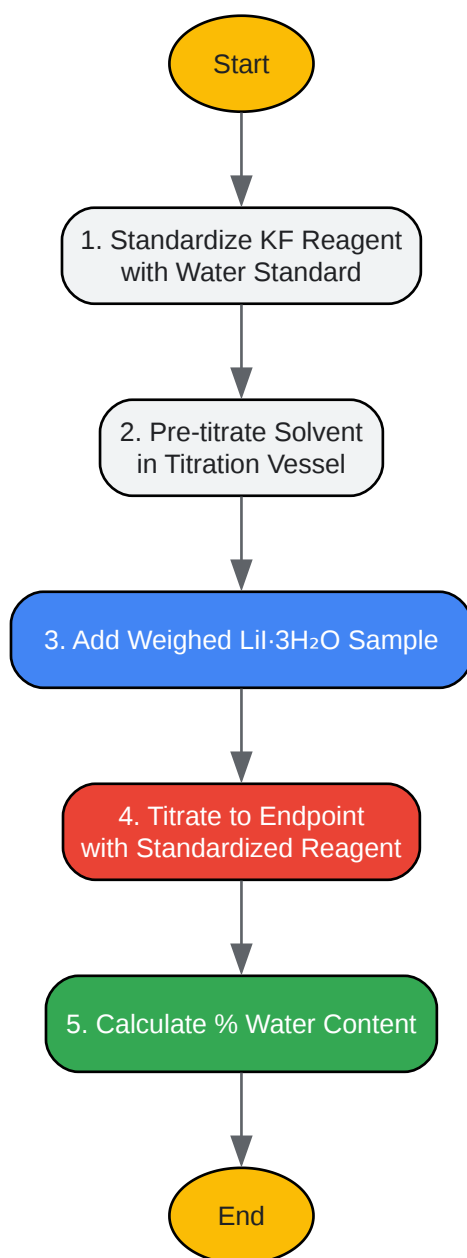 Start
1. Standardize KF Reagent
with Water Standard
2. Pre-titrate Solvent
in Titration Vessel
3. Add Weighed LiI·3H₂O Sample
4. Titrate to Endpoint
with Standardized Reagent
5. Calculate % Water Content
End